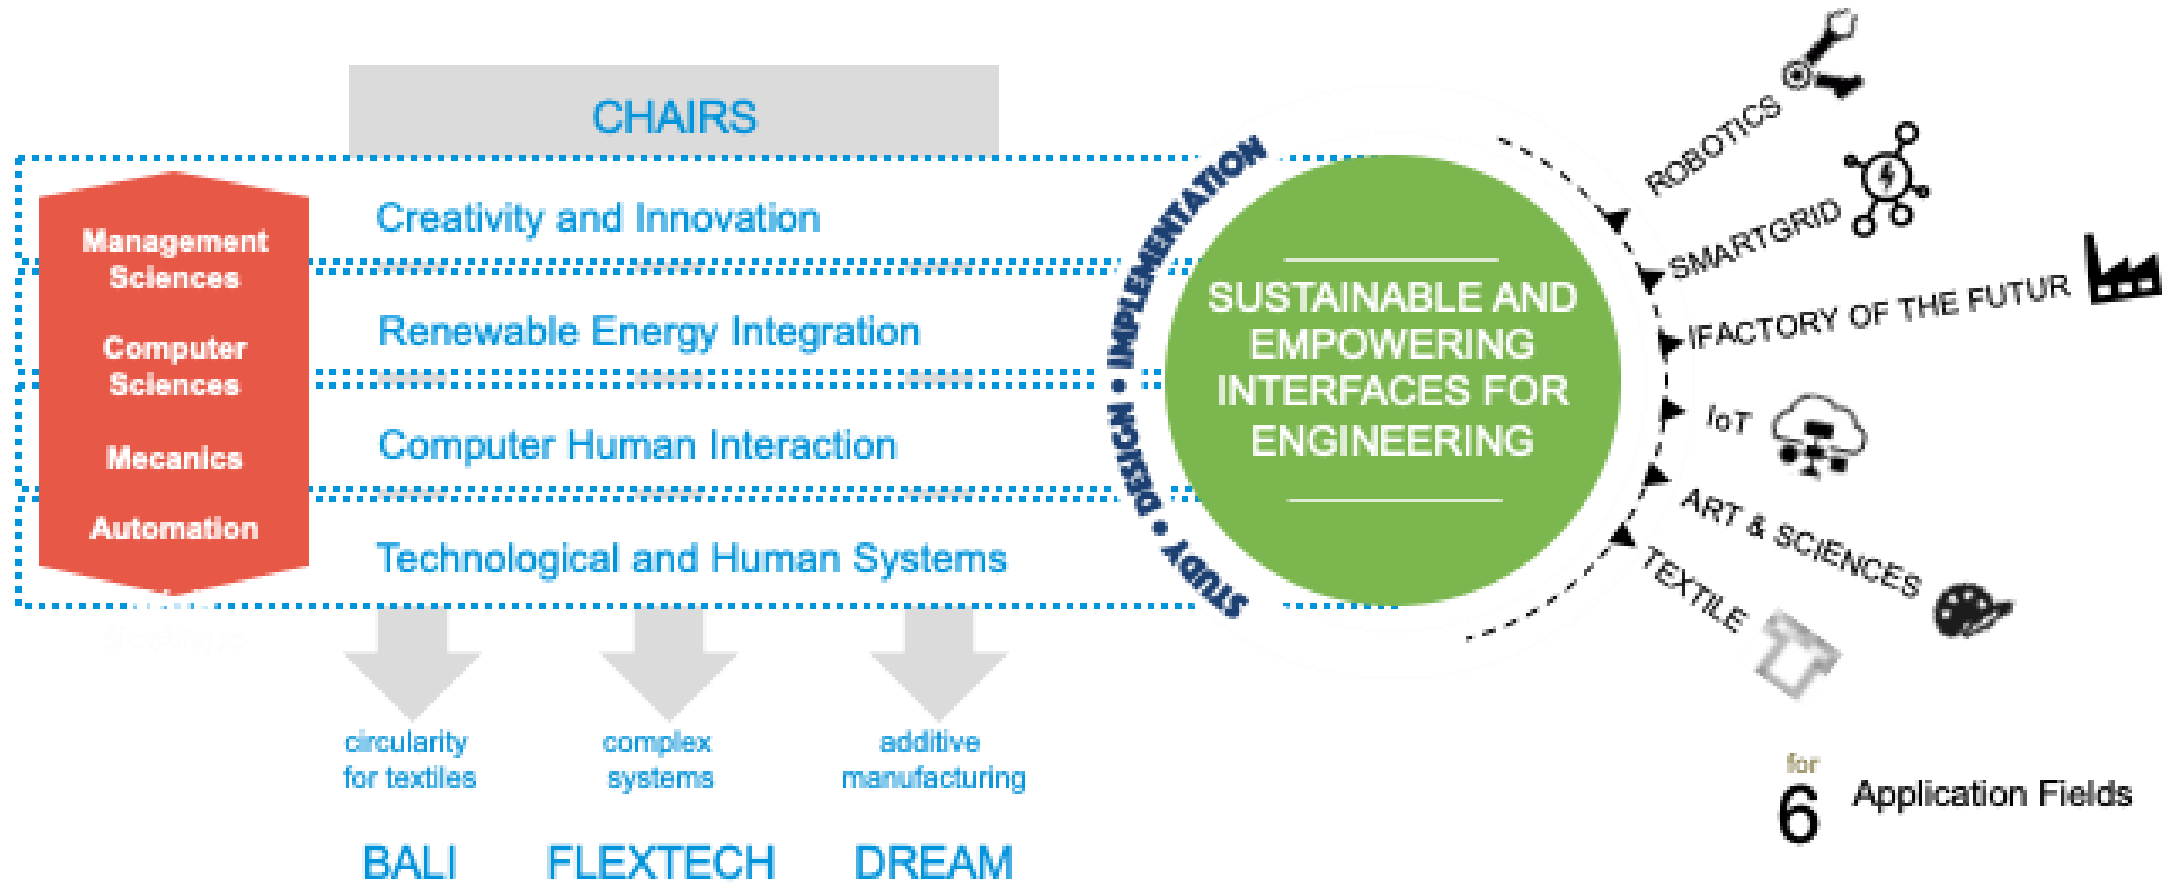 CHAIRS
Management
Sciences
Computer
Sciences
Mecanics
Automation
Creativity and Innovation
Renewable Energy Integration
Computer Human Interaction
Technological and Human Systems
circularity
for textiles
BALI
complex
systems
FLEXTECH
additive
manufacturing
DREAM
STUDY • DESIGN • IMPLEMENTATION
SUSTAINABLE AND
EMPOWERING
INTERFACES FOR
ENGINEERING
ROBOTICS
SMARTGRID
IFACTORY OF THE FUTUR
IoT
ART & SCIENCES
TEXTILE
for
6 Application Fields